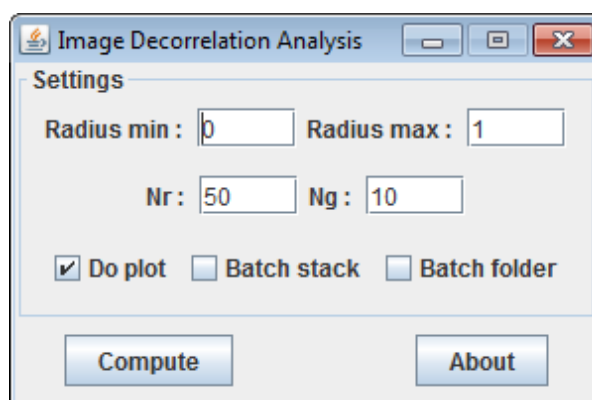 Image Decorrelation Analysis
Settings
Radius min : 0 Radius max : 1
Nr : 50 Ng : 10
Do plot Batch stack Batch folder
Compute About